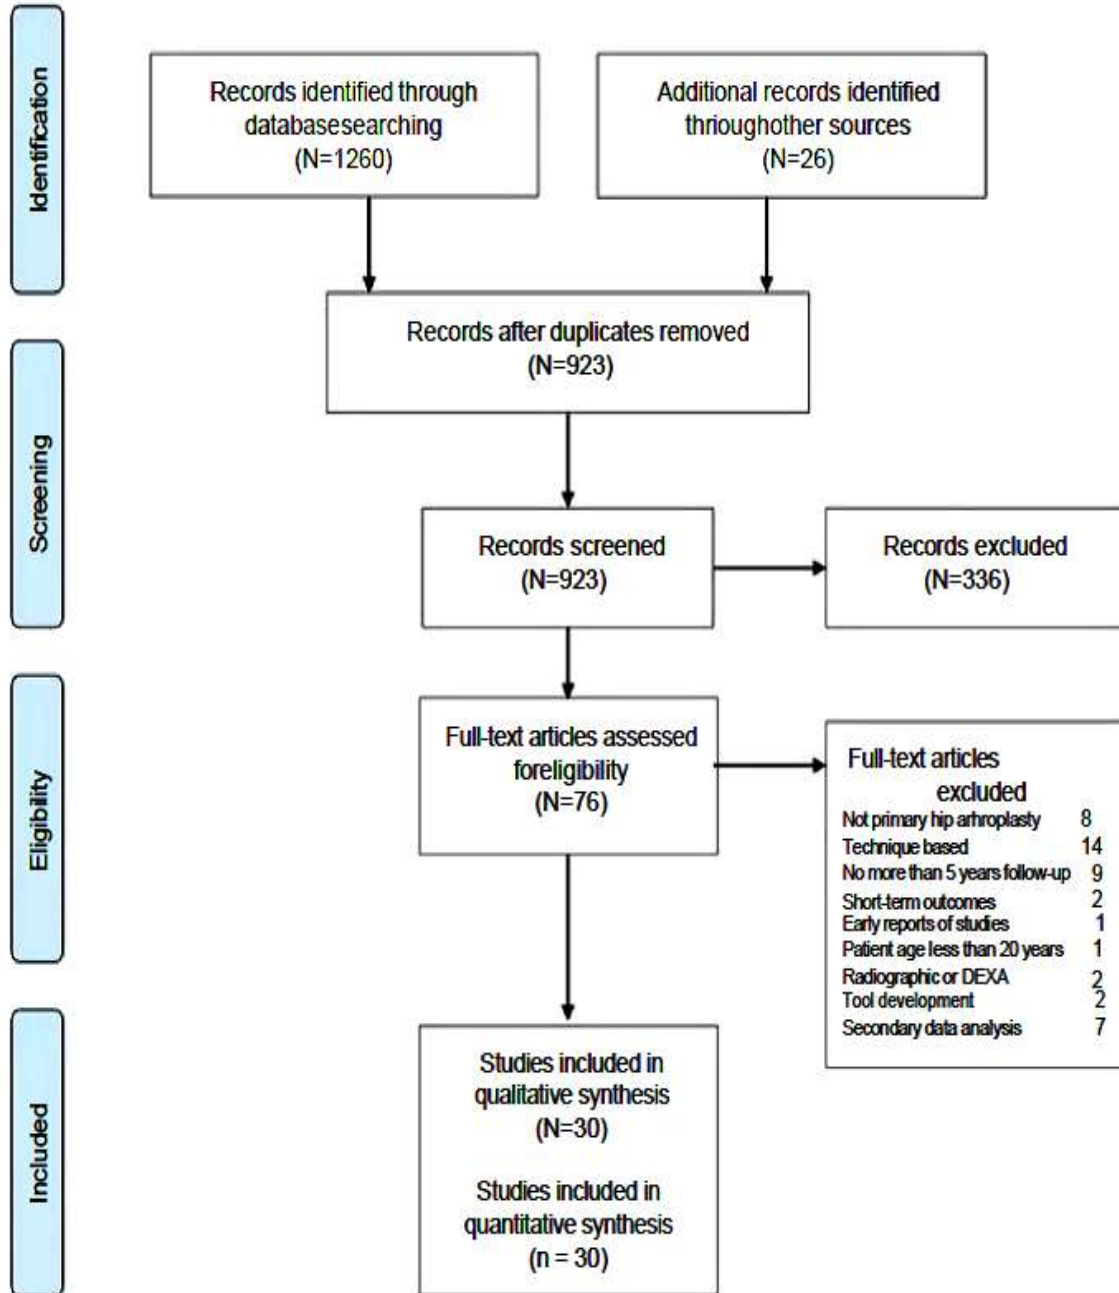 Identification
Records identified through
databasesearching
(N=1260)
Additional records identified
thrioughother sources
(N=26)
Records after duplicates removed
(N=923)
Screening
Records screened
(N=923)
Records excluded
(N=336)
Eligibility
Full-text articles assessed
foreligibility
(N=76)
Full-text articles
excluded
Not primary hip arhroplasty 8
Technique based 14
No more than 5 years follow-up 9
Short-term outcomes 2
Early reports of studies 1
Patient age less than 20 years 1
Radiographic or DEXA 2
Tool development 2
Secondary data analysis 7
Included
Studies included in
qualitative synthesis
(N=30)
Studies included in
quantitative synthesis
(n = 30)